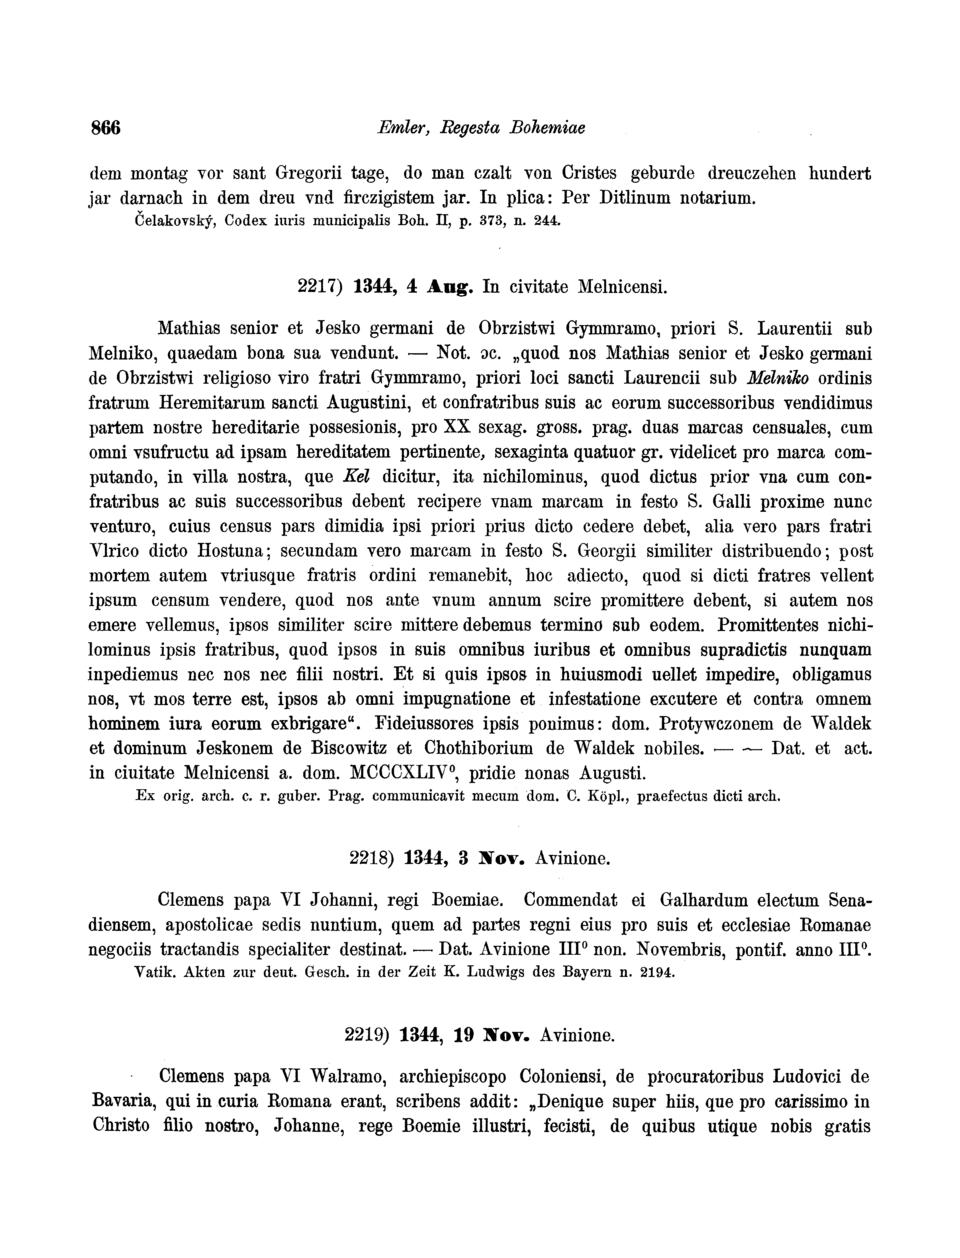 866 Emler, Regesta Bohemiae
dem montag vor sant Gregorii tage, do man czalt von Cristes geburde dreuczehen hundert
jar darnach in dem dreu vnd firczigistem jar. In plica: Per Ditlinum notarium.
Čelakovský, Codex iuris municipalis Boh. II, p. 373, n. 244.
2217) 1344, 4 Aug. In civitate Melnicensi.
Mathias senior et Jesko germani de Obrzistwi Gymmramo, priori S. Laurentii sub
Melniko, quaedam bona sua vendunt. — Not. ɔc. „quod nos Mathias senior et Jesko germani
de Obrzistwi religioso viro fratri Gymmramo, priori loci sancti Laurencii sub Melniko ordinis
fratrum Heremitarum sancti Augustini, et confratribus suis ac eorum successoribus vendidimus
partem nostre hereditarie possesionis, pro XX sexag. gross. prag. duas marcas censuales, cum
omni vsufructu ad ipsam hereditatem pertinente, sexaginta quatuor gr. videlicet pro marca com-
putando, in villa nostra, que Kel dicitur, ita nichilominus, quod dictus prior vna cum con-
fratribus ac suis successoribus debent recipere vnam marcam in festo S. Galli proxime nunc
venturo, cuius census pars dimidia ipsi priori prius dicto cedere debet, alia vero pars fratri
Vlrico dicto Hostuna; secundam vero marcam in festo S. Georgii similiter distribuendo; post
mortem autem vtriusque fratris ordini remanebit, hoc adiecto, quod si dicti fratres vellent
ipsum censum vendere, quod nos ante vnum annum scire promittere debent, si autem nos
emere vellemus, ipsos similiter scire mittere debemus termino sub eodem. Promittentes nichi-
lominus ipsis fratribus, quod ipsos in suis omnibus iuribus et omnibus supradictis nunquam
inpediemus nec nos nec filii nostri. Et si quis ipsos in huiusmodi uellet impedire, obligamus
nos, vt mos terre est, ipsos ab omni impugnatione et infestatione excutere et contra omnem
hominem iura eorum exbrigare“. Fideiussores ipsis ponimus: dom. Protywczonem de Waldek
et dominum Jeskonem de Biscowitz et Chothiborium de Waldek nobiles. — — Dat. et act.
in ciuitate Melnicensi a. dom. MCCCXLIV⁰, pridie nonas Augusti.
Ex orig. arch. c. r. guber. Prag. communicavit mecum dom. C. Köpl., praefectus dicti arch.
2218) 1344, 3 Nov. Avinione.
Clemens papa VI Johanni, regi Boemiae. Commendat ei Galhardum electum Sena-
diensem, apostolicae sedis nuntium, quem ad partes regni eius pro suis et ecclesiae Romanae
negociis tractandis specialiter destinat. — Dat. Avinione III⁰ non. Novembris, pontif. anno III⁰.
Vatik. Akten zur deut. Gesch. in der Zeit K. Ludwigs des Bayern n. 2194.
2219) 1344, 19 Nov. Avinione.
Clemens papa VI Walramo, archiepiscopo Coloniensi, de procuratoribus Ludovici de
Bavaria, qui in curia Romana erant, scribens addit: „Denique super hiis, que pro carissimo in
Christo filio nostro, Johanne, rege Boemie illustri, fecisti, de quibus utique nobis gratis